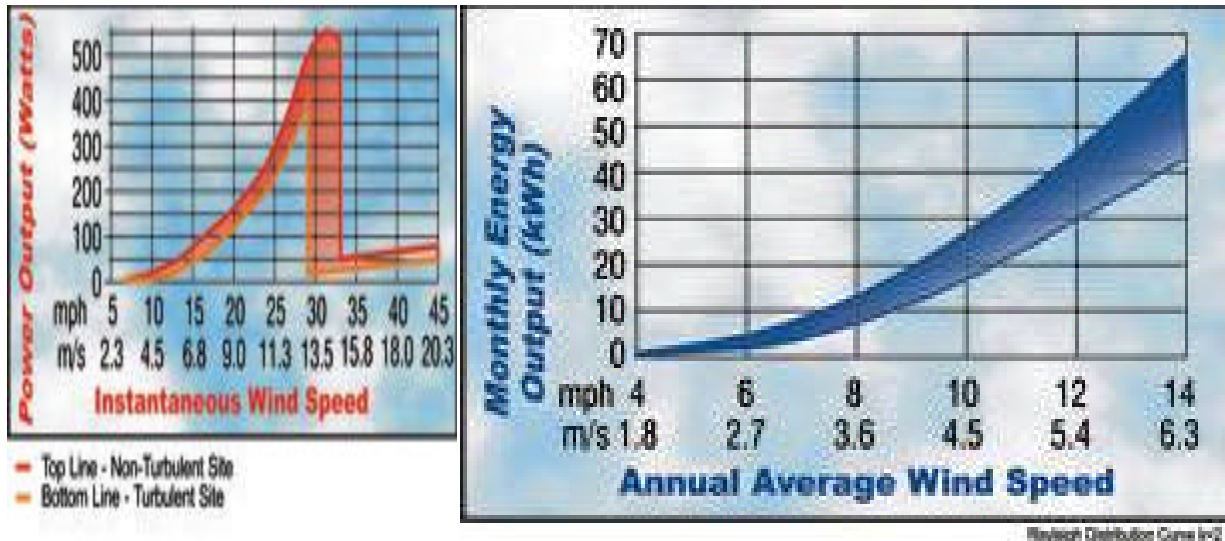 Power Output (Watts)
500
400
300
200
100
0
mph 5 10 15 20 25 30 35 40 45
m/s 2.3 4.5 6.8 9.0 11.3 13.5 15.8 18.0 20.3
Instantaneous Wind Speed
Top Line - Non-Turbulent Site
Bottom Line - Turbulent Site
Monthly Energy
Output (kWh)
70
60
50
40
30
20
10
0
mph 4 6 8 10 12 14
m/s 1.8 2.7 3.6 4.5 5.4 6.3
Annual Average Wind Speed
Rayleigh Distribution Curve k=2